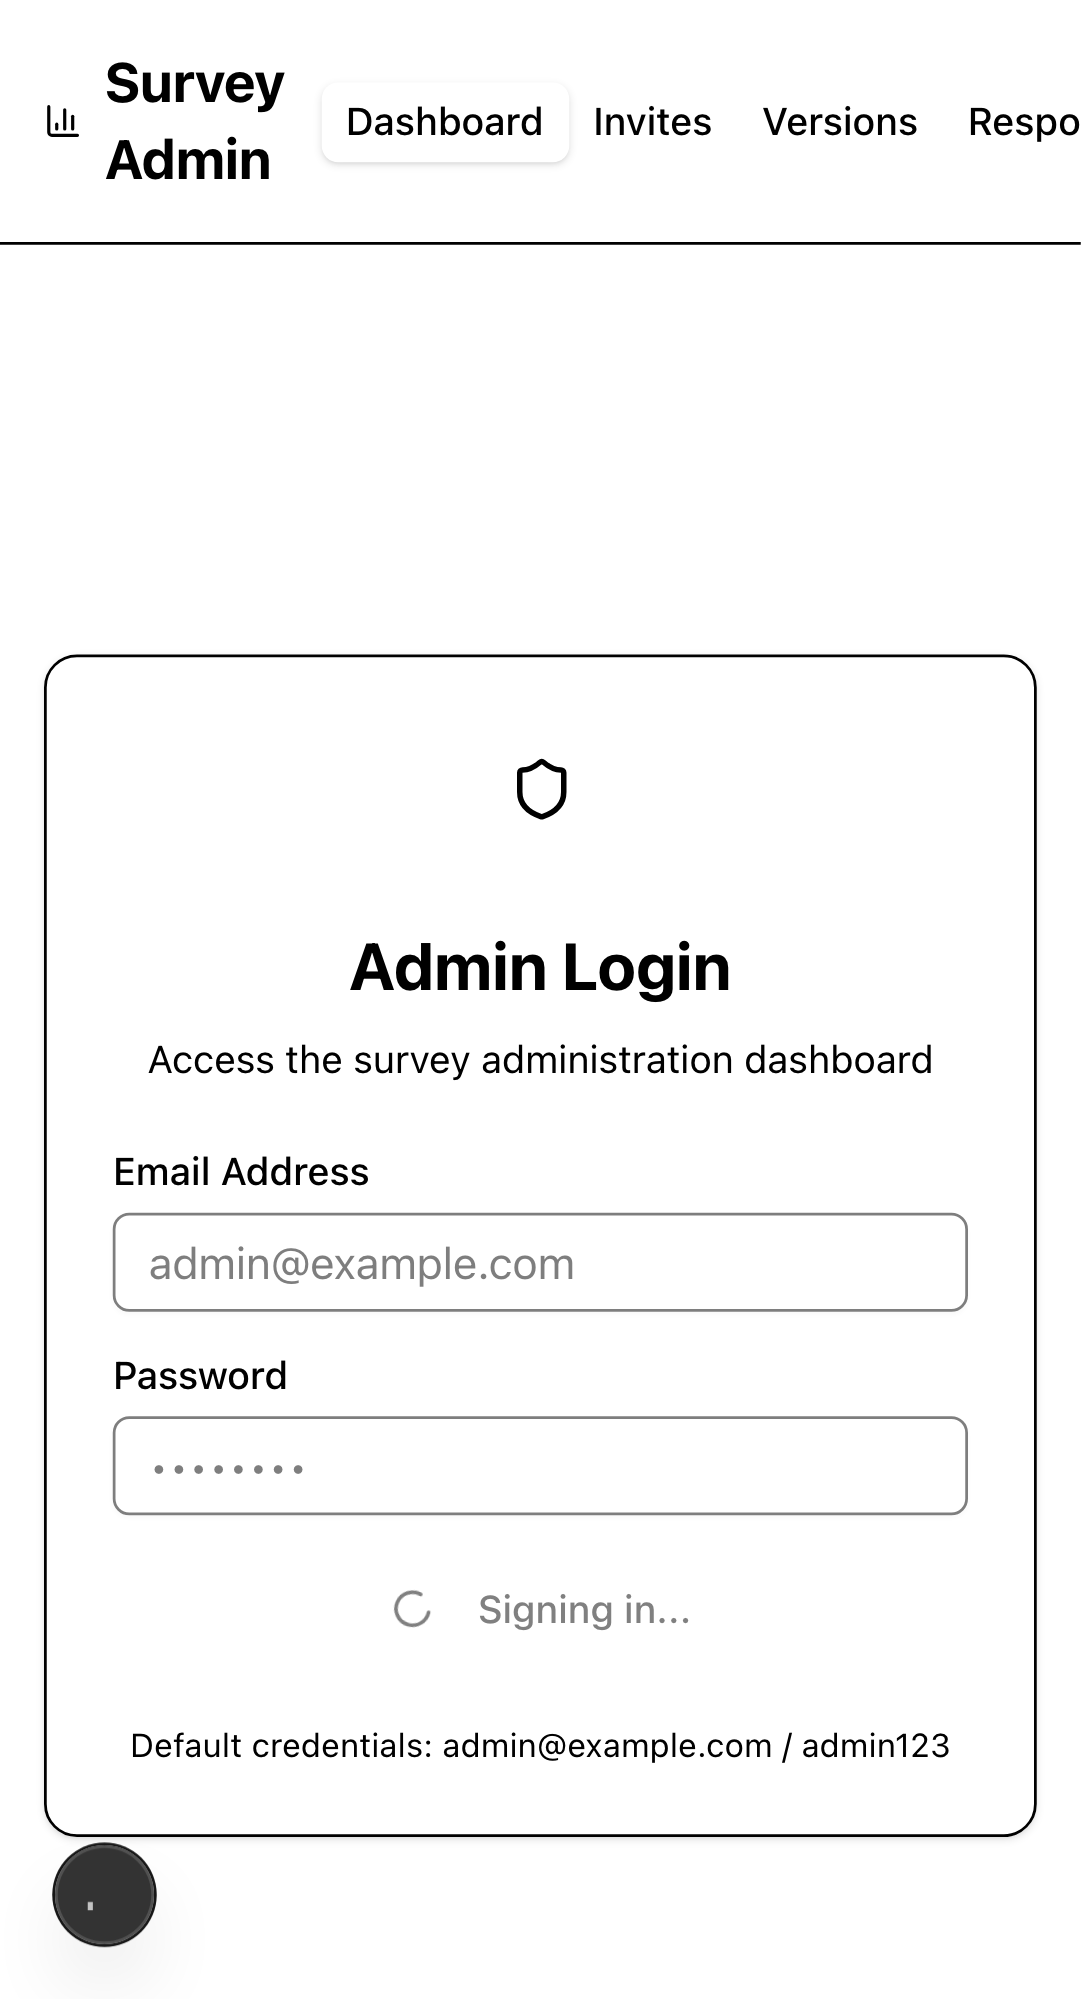 Survey
Admin
Dashboard Invites Versions Respo
Admin Login
Access the survey administration dashboard
Email Address
admin@example.com
Password
••••••••
Signing in...
Default credentials: admin@example.com / admin123